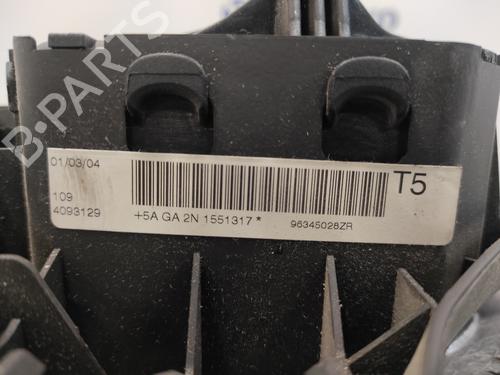 B-PARTS
01/03/04
T5
109
4093129
+5A GA 2N 1551317*
96345028ZR